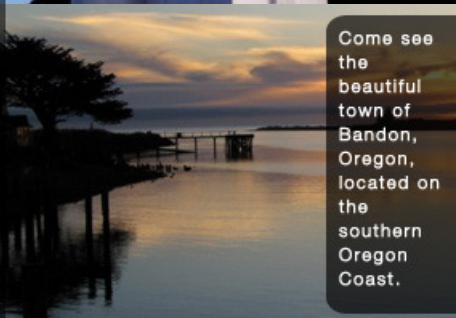 Come see
the
beautiful
town of
Bandon,
Oregon,
located on
the
southern
Oregon
Coast.